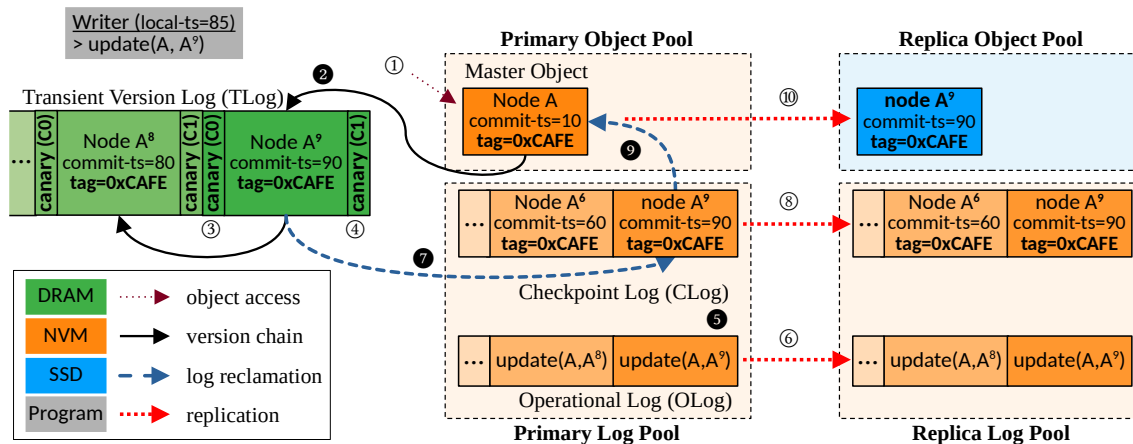 Writer (local-ts=85)
> update(A, A⁹)
Primary Object Pool
Replica Object Pool
①
❷
Master Object
Node A
commit-ts=10
tag=0xCAFE
⑩
node A⁹
commit-ts=90
tag=0xCAFE
Transient Version Log (TLog)
...
canary (C0)
Node A⁸
commit-ts=80
tag=0xCAFE
canary (C1)
canary (C0)
Node A⁹
commit-ts=90
tag=0xCAFE
canary (C1)
③
④
❾
...
Node A⁶
commit-ts=60
tag=0xCAFE
node A⁹
commit-ts=90
tag=0xCAFE
⑧
...
Node A⁶
commit-ts=60
tag=0xCAFE
node A⁹
commit-ts=90
tag=0xCAFE
❼
Checkpoint Log (CLog)
❺
...
update(A,A⁸)
update(A,A⁹)
⑥
...
update(A,A⁸)
update(A,A⁹)
Operational Log (OLog)
Primary Log Pool
Replica Log Pool
DRAM
object access
NVM
version chain
SSD
log reclamation
Program
replication